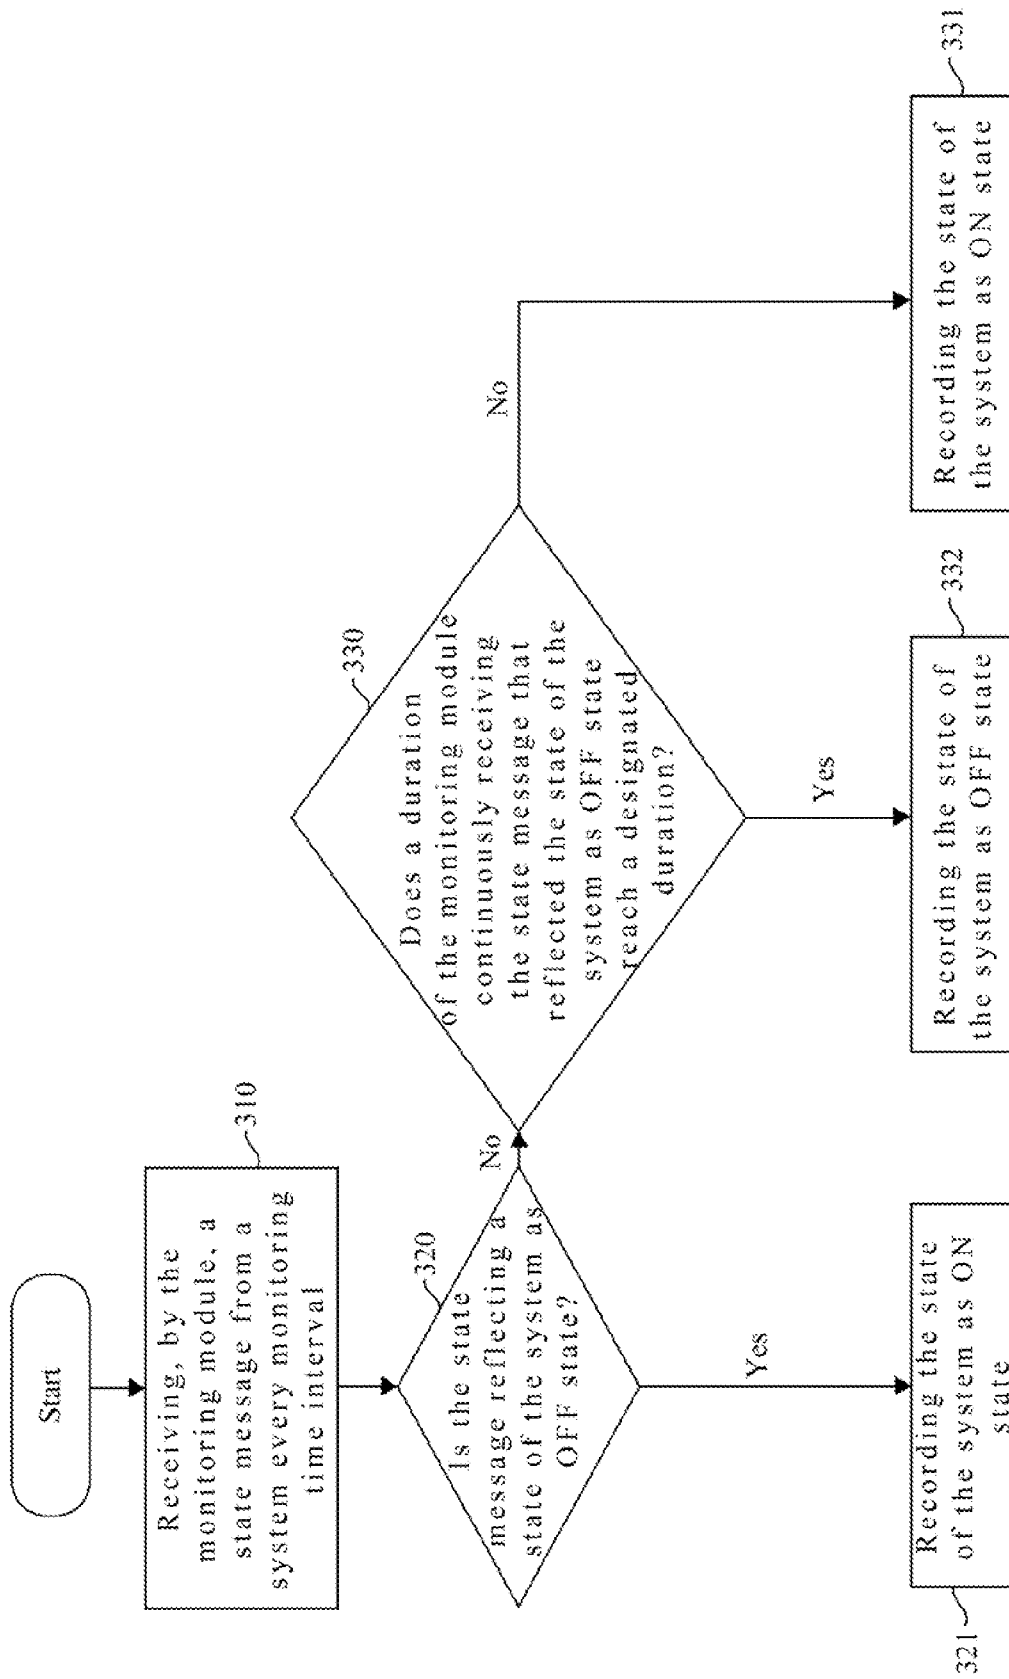 Start
Receiving, by the
monitoring module, a
state message from a
system every monitoring
time interval
310
Is the state
message reflecting a
state of the system as
OFF state?
320
No
Yes
Does a duration
of the monitoring module
continuously receiving
the state message that
reflected the state of the
system as OFF state
reach a designated
duration?
330
No
Yes
Recording the state
of the system as ON
state
321
Recording the state of
the system as OFF state
332
Recording the state of
the system as ON state
331